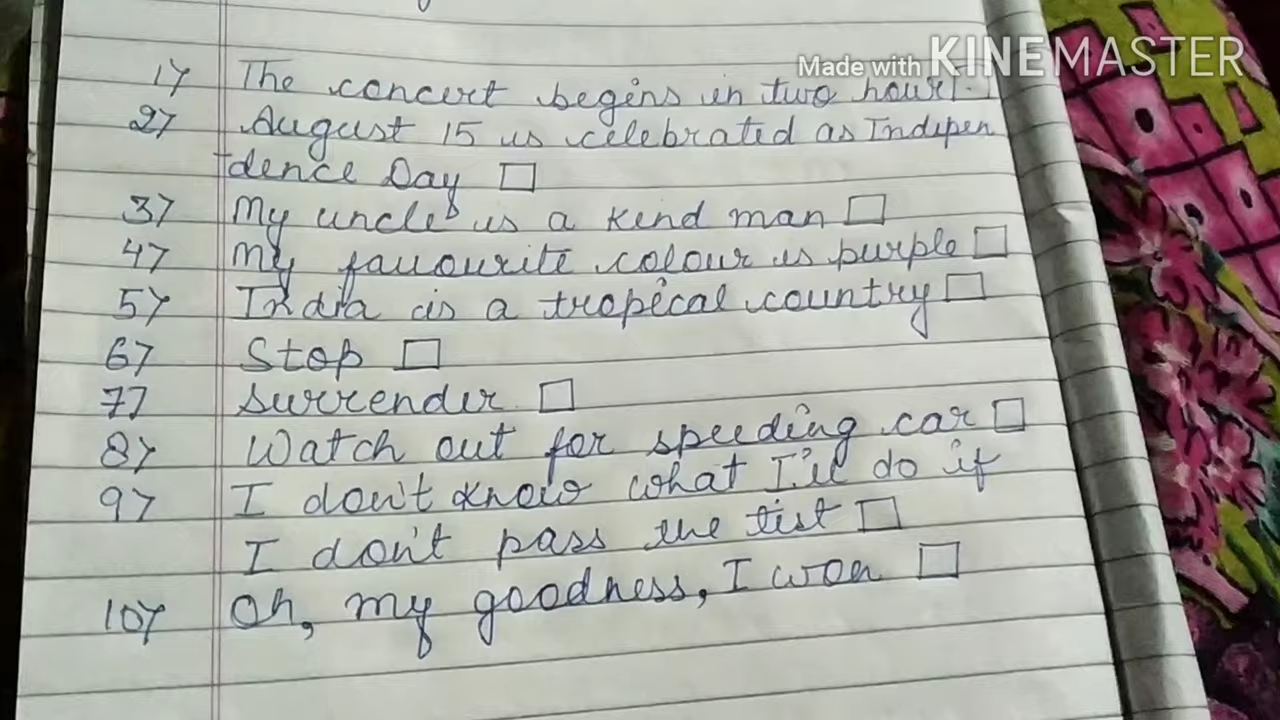 Made with KINEMASTER
1) The concert begins in two hours .
2) August 15 is celebrated as Indepen
dence Day □
3) My uncle is a kind man □
4) My favourite colour is purple □
5) India is a tropical country □
6) Stop □
7) Surrender □
8) Watch out for speeding car □
9) I don't know what I'll do if
I don't pass the test □
10) Oh, my goodness, I won □